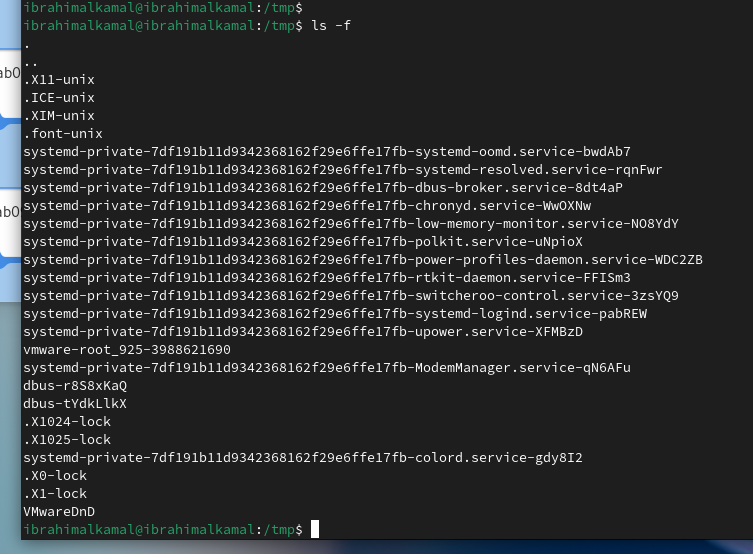 ibrahimalkamal@ibrahimalkamal:/tmp$
ibrahimalkamal@ibrahimalkamal:/tmp$ ls -f
.
..
.X11-unix
.ICE-unix
.XIM-unix
.font-unix
systemd-private-7df191b11d9342368162f29e6ffe17fb-systemd-oomd.service-bwdAb7
systemd-private-7df191b11d9342368162f29e6ffe17fb-systemd-resolved.service-rqnFwr
systemd-private-7df191b11d9342368162f29e6ffe17fb-dbus-broker.service-8dt4aP
systemd-private-7df191b11d9342368162f29e6ffe17fb-chronyd.service-WwOXNw
systemd-private-7df191b11d9342368162f29e6ffe17fb-low-memory-monitor.service-NO8YdY
systemd-private-7df191b11d9342368162f29e6ffe17fb-polkit.service-uNpioX
systemd-private-7df191b11d9342368162f29e6ffe17fb-power-profiles-daemon.service-WDC2ZB
systemd-private-7df191b11d9342368162f29e6ffe17fb-rtkit-daemon.service-FFISm3
systemd-private-7df191b11d9342368162f29e6ffe17fb-switcheroo-control.service-3zsYQ9
systemd-private-7df191b11d9342368162f29e6ffe17fb-systemd-logind.service-pabREW
systemd-private-7df191b11d9342368162f29e6ffe17fb-upower.service-XFMBzD
vmware-root_925-3988621690
systemd-private-7df191b11d9342368162f29e6ffe17fb-ModemManager.service-qN6AFu
dbus-r8S8xKaQ
dbus-tYdkLlkX
.X1024-lock
.X1025-lock
systemd-private-7df191b11d9342368162f29e6ffe17fb-colord.service-gdy8I2
.X0-lock
.X1-lock
VMwareDnD
ibrahimalkamal@ibrahimalkamal:/tmp$